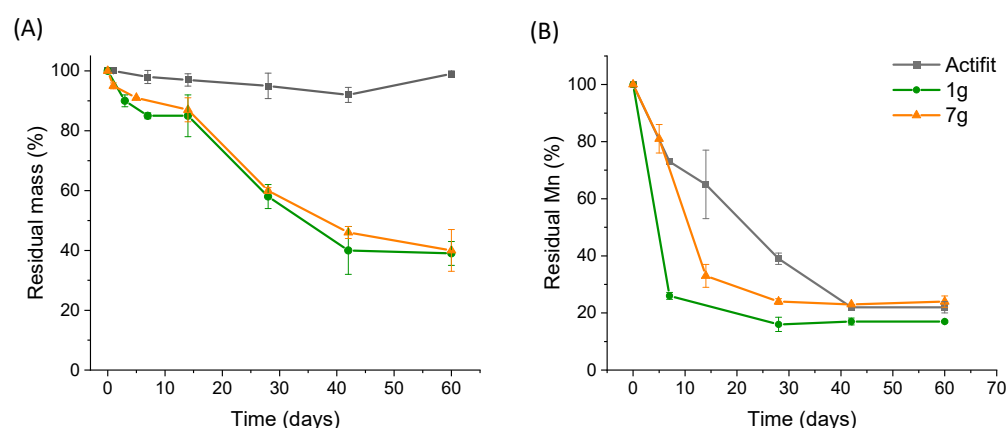 (A)
Residual mass (%)
100
80
60
40
20
0
0 10 20 30 40 50 60
Time (days)
(B)
Residual Mn (%)
100
80
60
40
20
0
0 10 20 30 40 50 60 70
Time (days)
Actifit
1g
7g